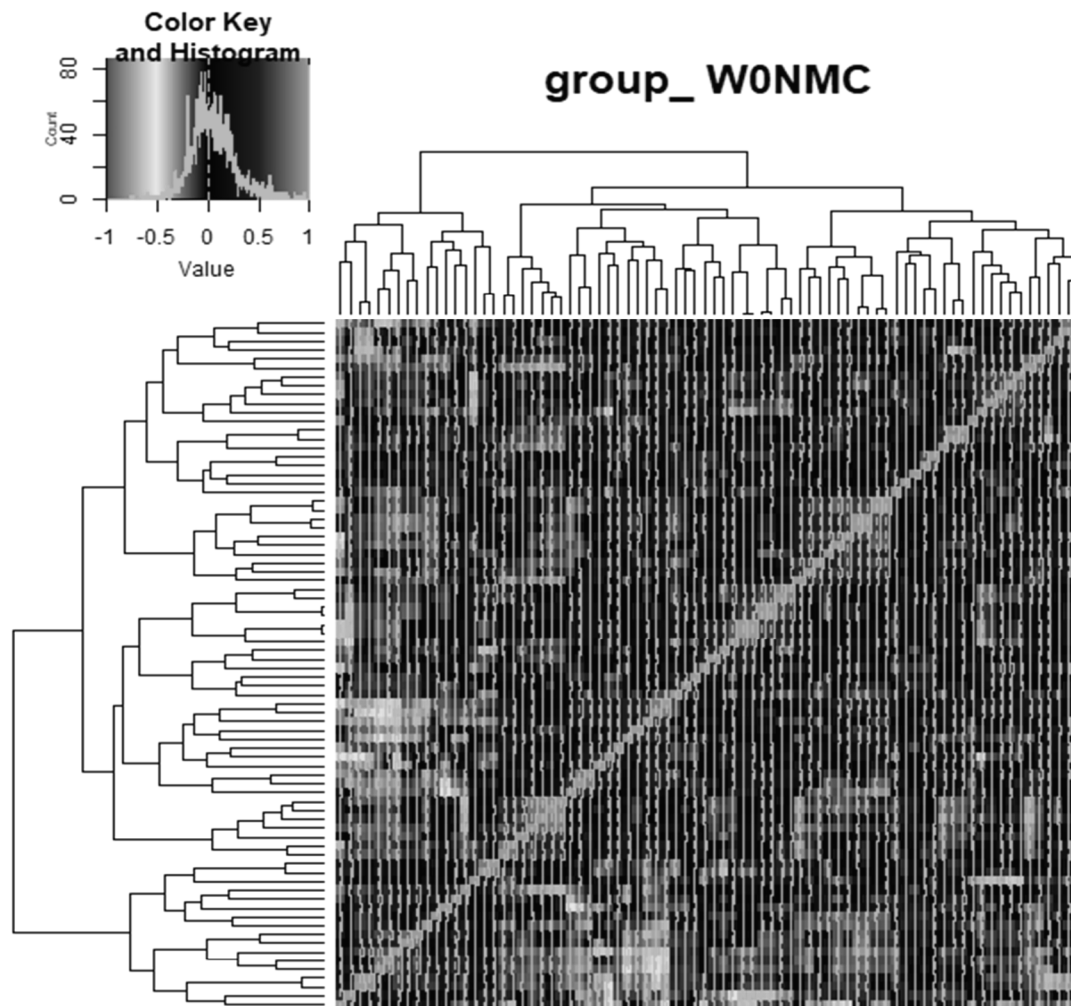 Color Key
and Histogram
group_ W0NMC
80
40
0
Count
-1 -0.5 0 0.5 1
Value